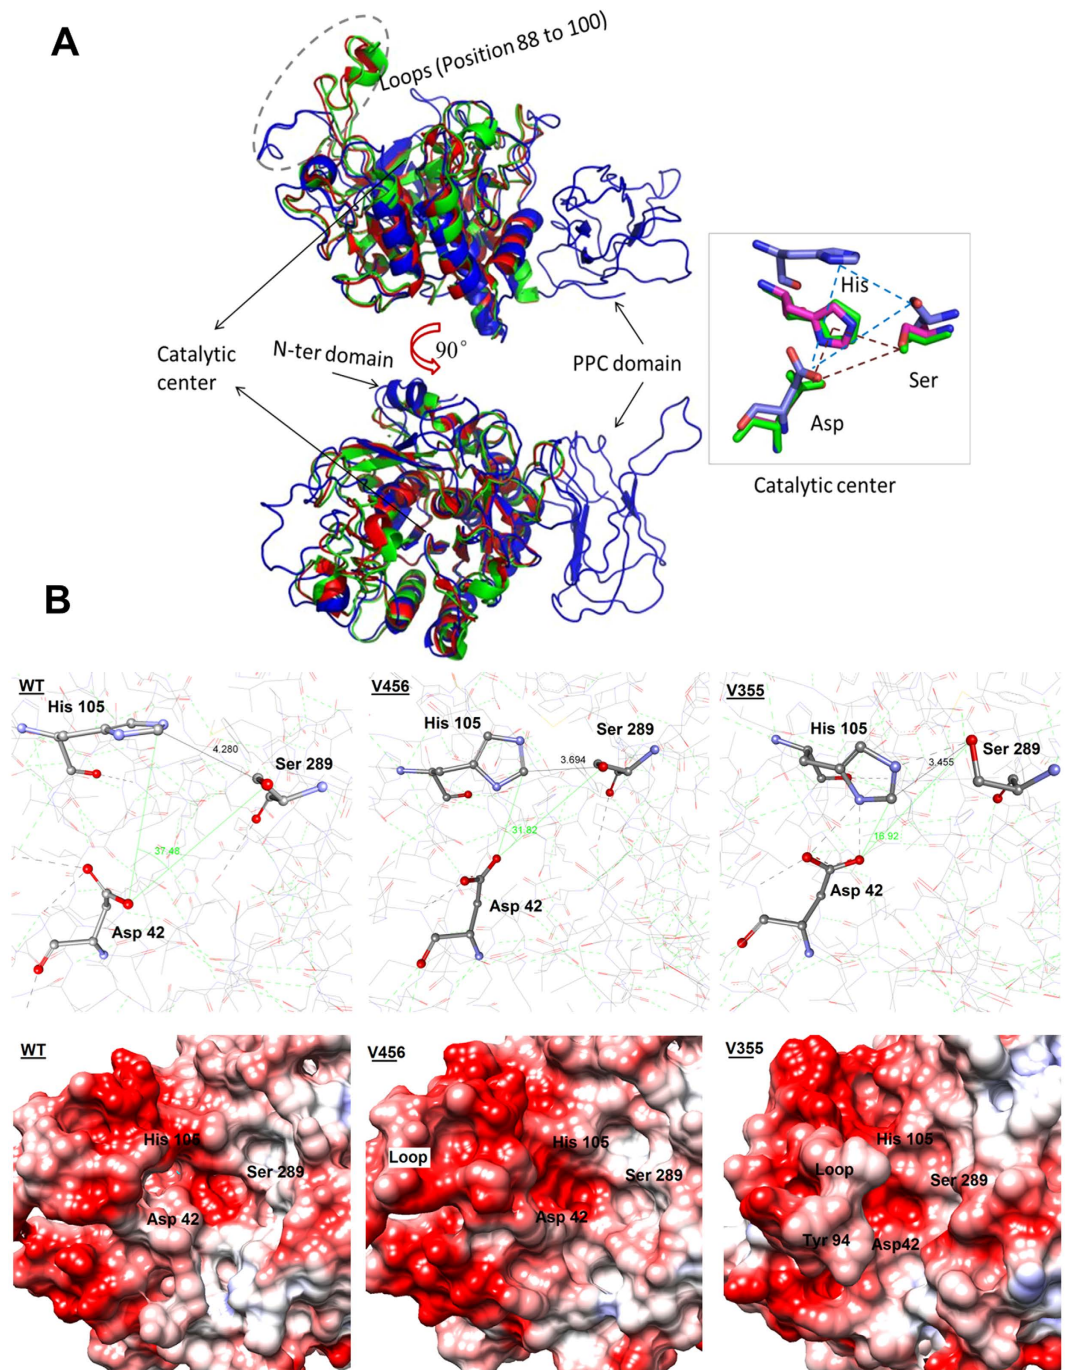 A
Loops (Position 88 to 100)
Catalytic
center
N-ter domain
90°
PPC domain
His
Ser
Asp
Catalytic center
B
WT
His 105
4.280
Ser 289
37.48
Asp 42
V456
His 105
3.694
Ser 289
31.82
Asp 42
V355
His 105
Ser 289
3.455
16.92
Asp 42
WT
His 105
Ser 289
Asp 42
V456
His 105
Loop
Ser 289
Asp 42
V355
His 105
Loop
Ser 289
Tyr 94
Asp42